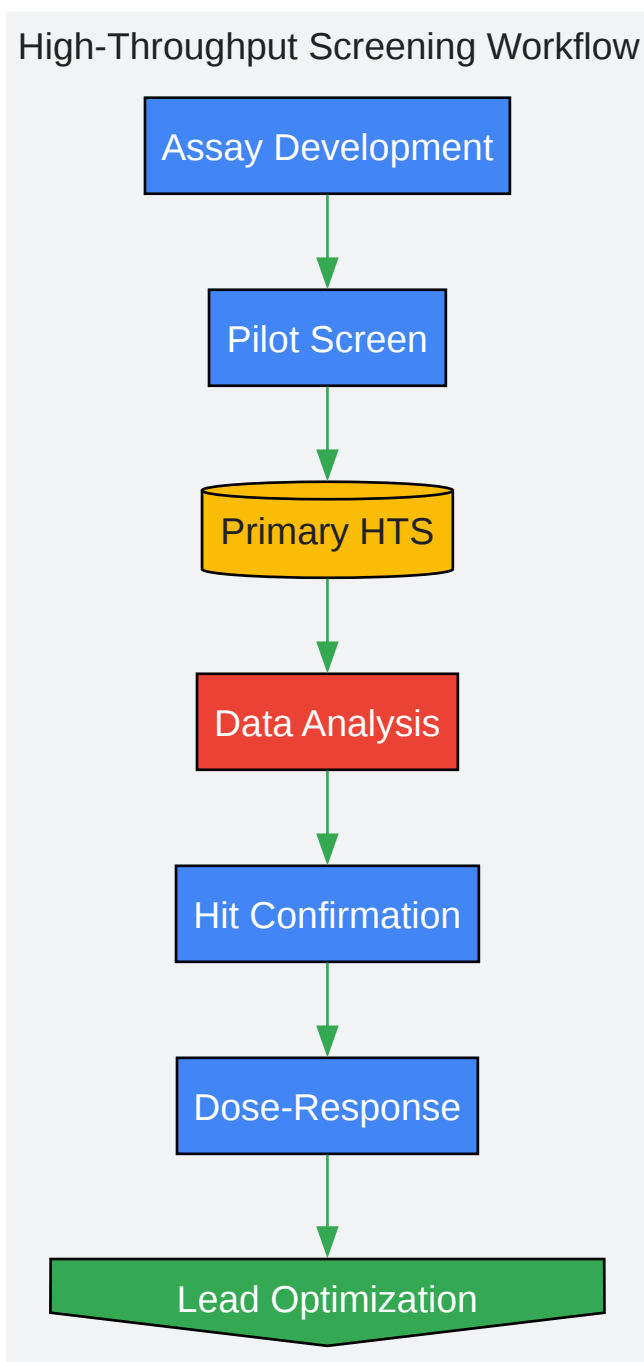 High-Throughput Screening Workflow
Assay Development
Pilot Screen
Primary HTS
Data Analysis
Hit Confirmation
Dose-Response
Lead Optimization